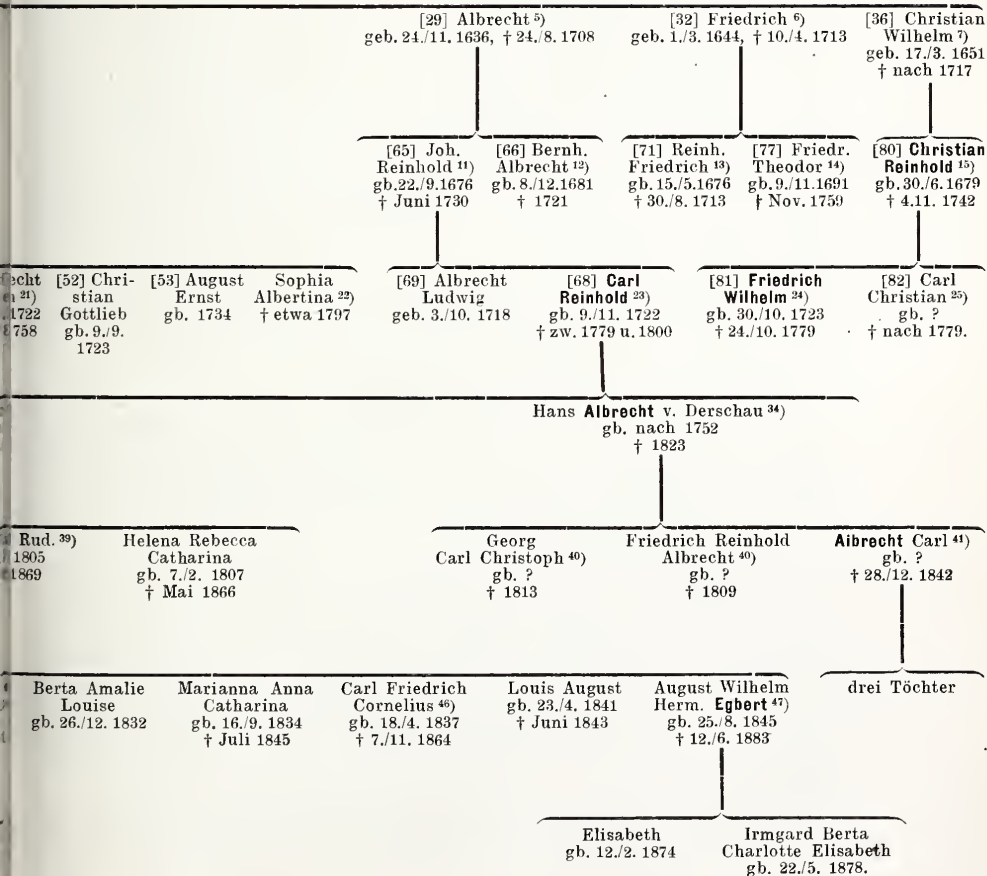 [29] Albrecht ⁵)
geb. 24./11. 1636, † 24./8. 1708
[32] Friedrich ⁶)
geb. 1./3. 1644, † 10./4. 1713
[36] Christian
Wilhelm ⁷)
geb. 17./3. 1651
† nach 1717
[65] Joh.
Reinhold ¹¹)
gb.22./9.1676
† Juni 1730
[66] Bernh.
Albrecht ¹²)
gb. 8./12.1681
† 1721
[71] Reinh.
Friedrich ¹³)
gb. 15./5.1676
† 30./8. 1713
[77] Friedr.
Theodor ¹⁴)
gb. 9./11.1691
† Nov. 1759
[80] Christian
Reinhold ¹⁵)
gb. 30./6. 1679
† 4.11. 1742
²¹)
1722
758
[52] Chri-
stian
Gottlieb
gb. 9./9.
1723
[53] August
Ernst
gb. 1734
Sophia
Albertina ²²)
† etwa 1797
[69] Albrecht
Ludwig
geb. 3./10. 1718
[68] Carl
Reinhold ²³)
gb. 9./11. 1722
† zw. 1779 u. 1800
[81] Friedrich
Wilhelm ²⁴)
gb. 30./10. 1723
† 24./10. 1779
[82] Carl
Christian ²⁵)
gb. ?
† nach 1779.
Hans Albrecht v. Derschau ³⁴)
gb. nach 1752
† 1823
Rud. ³⁹)
1805
1869
Helena Rebecca
Catharina
gb. 7./2. 1807
† Mai 1866
Georg
Carl Christoph ⁴⁰)
gb. ?
† 1813
Friedrich Reinhold
Albrecht ⁴⁰)
gb. ?
† 1809
Albrecht Carl ⁴¹)
gb. ?
† 28./12. 1842
Berta Amalie
Louise
gb. 26./12. 1832
Marianna Anna
Catharina
gb. 16./9. 1834
† Juli 1845
Carl Friedrich
Cornelius ⁴⁶)
gb. 18./4. 1837
† 7./11. 1864
Louis August
gb. 23./4. 1841
† Juni 1843
August Wilhelm
Herm. Egbert ⁴⁷)
gb. 25./8. 1845
† 12./6. 1883
drei Töchter
Elisabeth
gb. 12./2. 1874
Irmgard Berta
Charlotte Elisabeth
gb. 22./5. 1878.